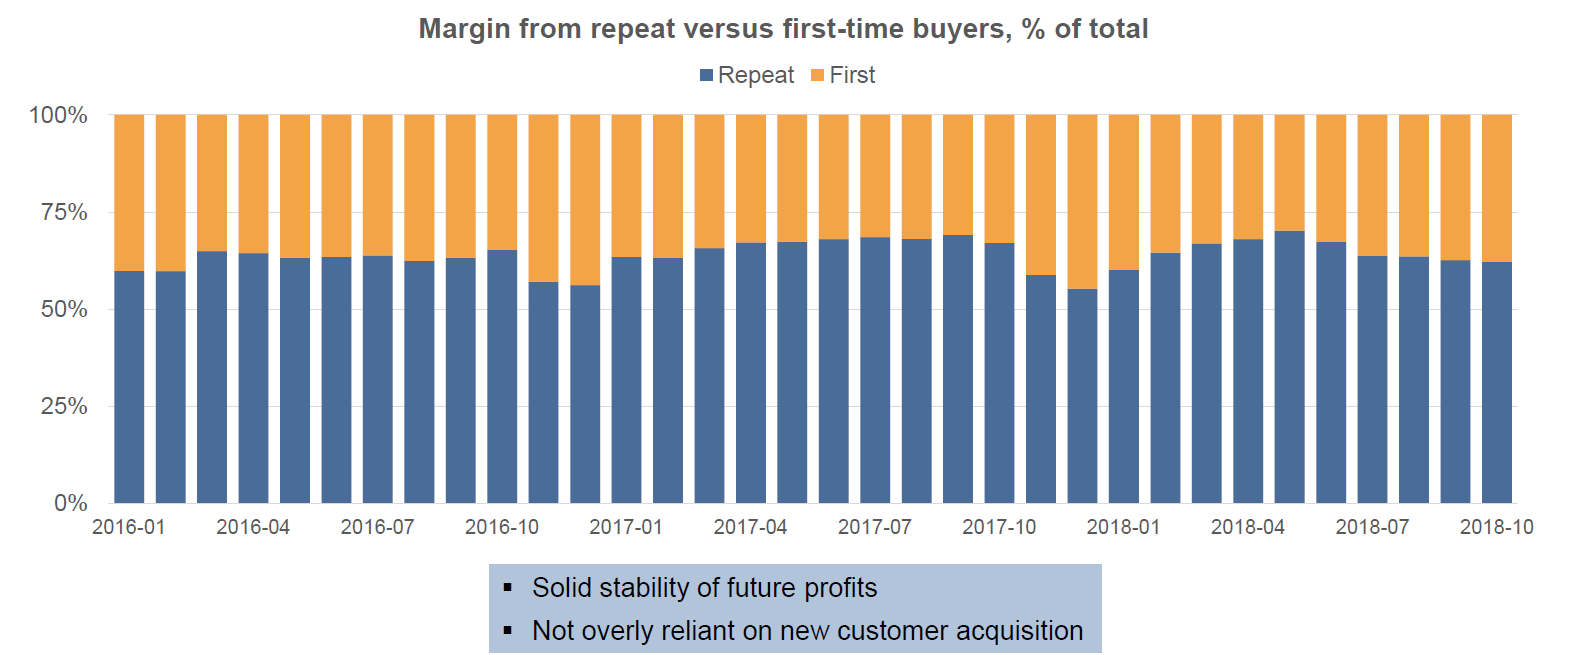 Margin from repeat versus first-time buyers, % of total
Repeat First
100%
75%
50%
25%
0%
2016-01 2016-04 2016-07 2016-10 2017-01 2017-04 2017-07 2017-10 2018-01 2018-04 2018-07 2018-10
▪ Solid stability of future profits
▪ Not overly reliant on new customer acquisition